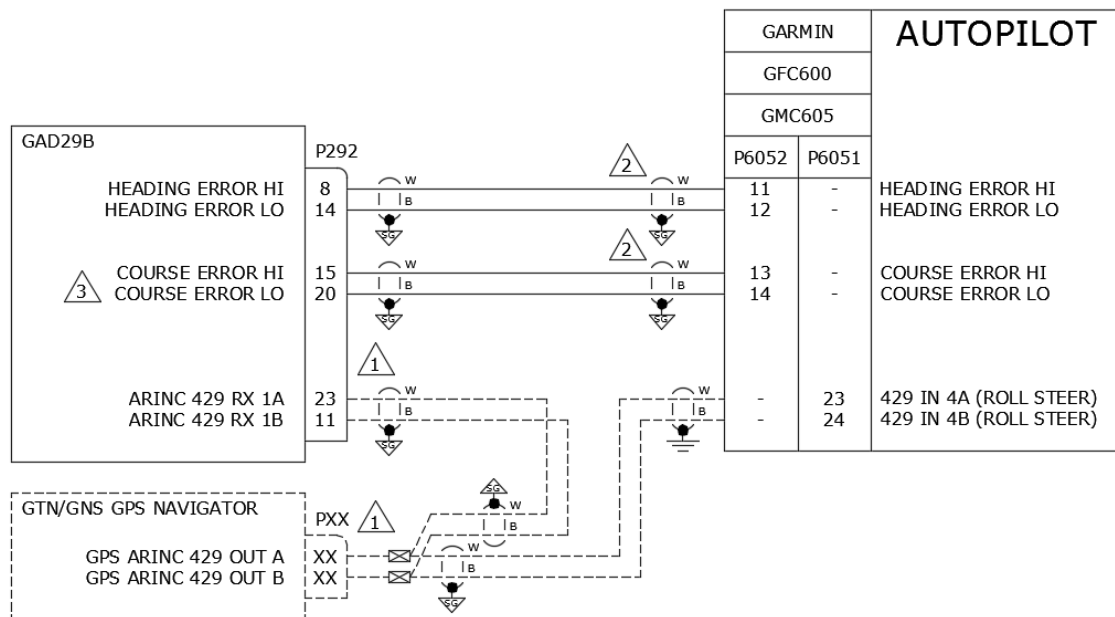 GARMIN
AUTOPILOT
GFC600
GMC605
GAD29B
P292
P6052 P6051
2
W W
HEADING ERROR HI 8 11 - HEADING ERROR HI
HEADING ERROR LO 14 B B 12 - HEADING ERROR LO
SG SG
2
W W
COURSE ERROR HI 15 13 - COURSE ERROR HI
3 COURSE ERROR LO 20 B B 14 - COURSE ERROR LO
SG SG
1
W W
ARINC 429 RX 1A 23 - 23 429 IN 4A (ROLL STEER)
ARINC 429 RX 1B 11 B B - 24 429 IN 4B (ROLL STEER)
SG
SG
GTN/GNS GPS NAVIGATOR
PXX 1
W
B
W
GPS ARINC 429 OUT A XX
GPS ARINC 429 OUT B XX B
SG